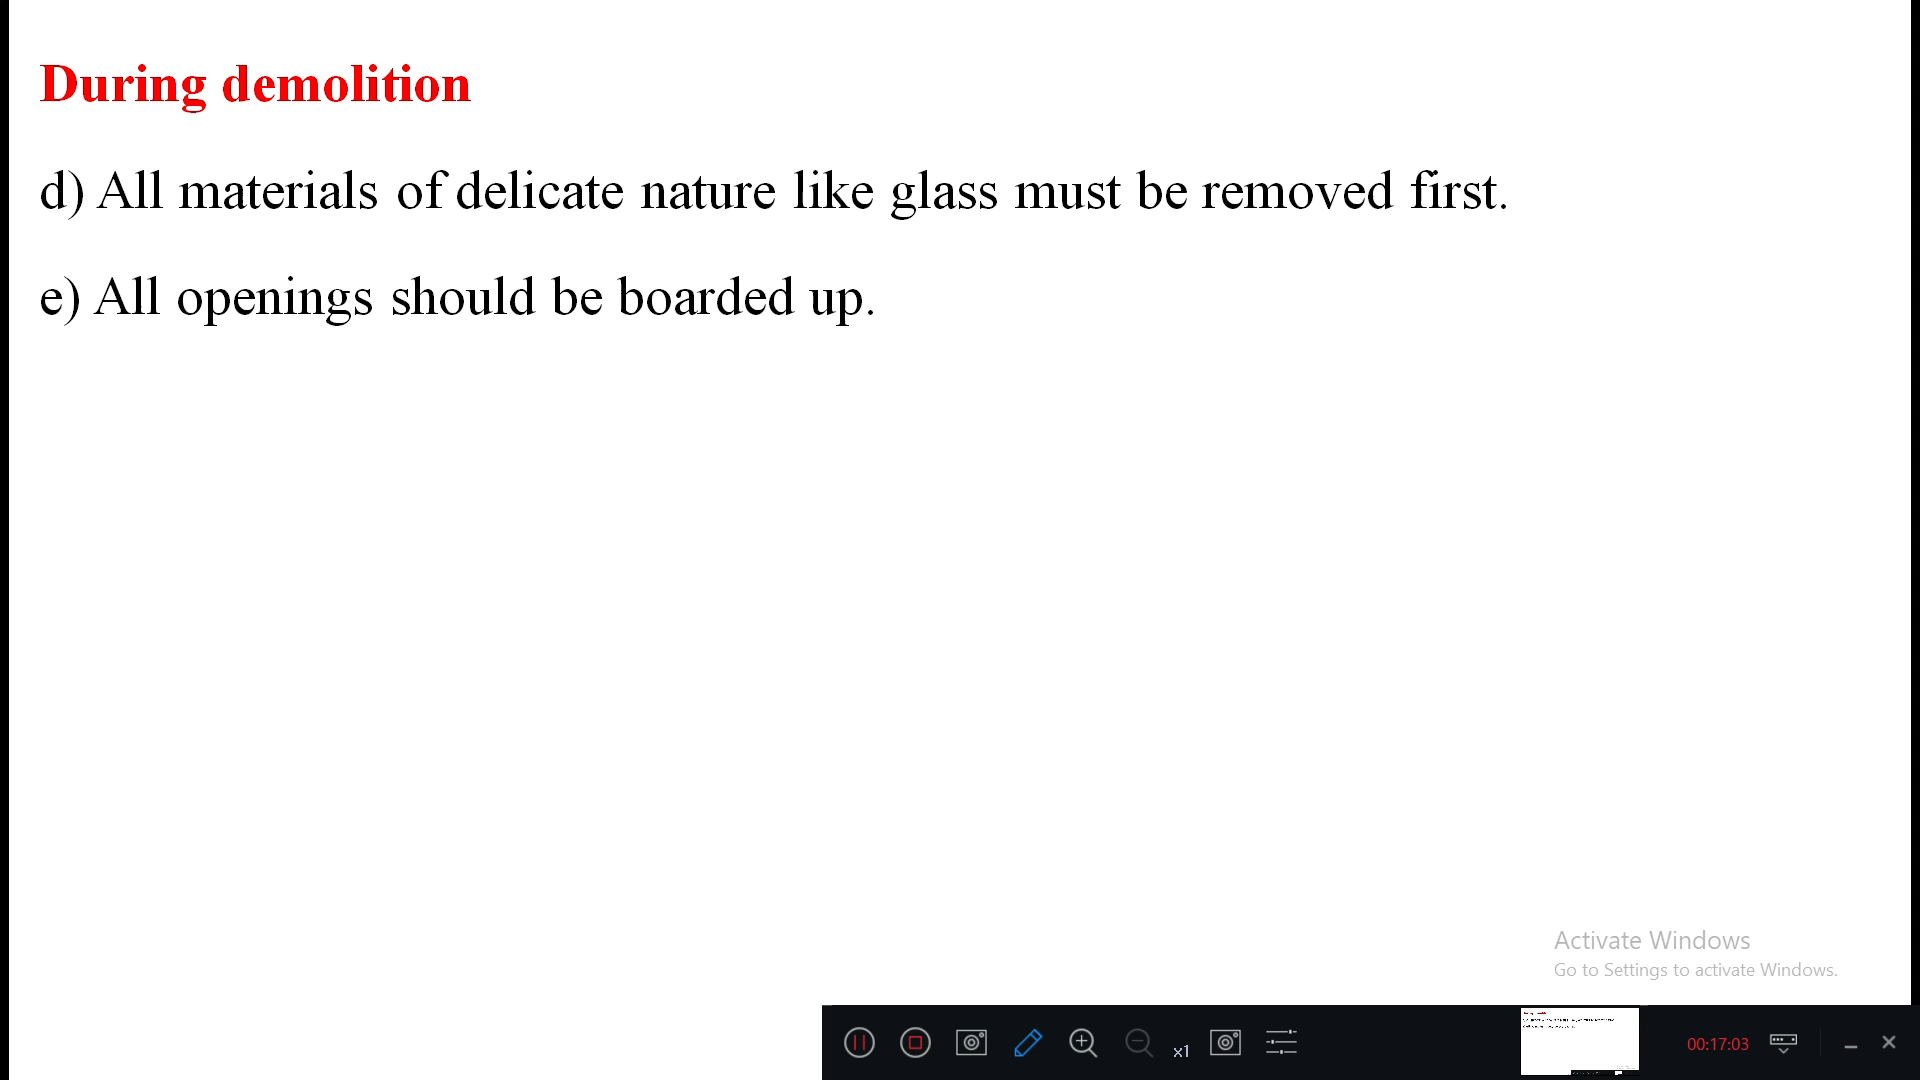 During demolition
d) All materials of delicate nature like glass must be removed first.
e) All openings should be boarded up.
Activate Windows
Go to Settings to activate Windows.
x1
00:17:03